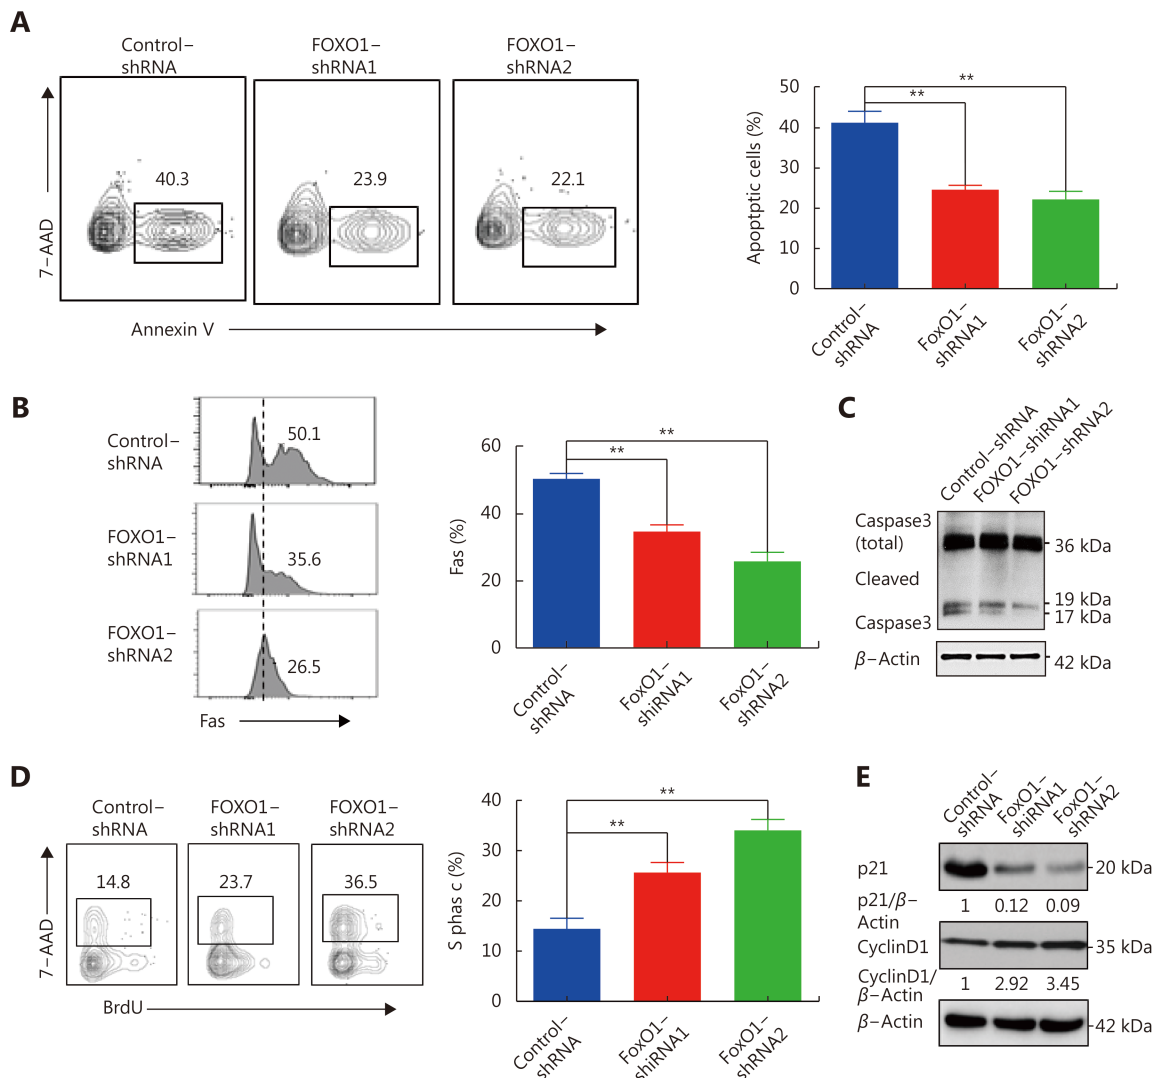 A
Control–
shRNA
FOXO1–
shRNA1
FOXO1–
shRNA2
40.3
23.9
22.1
7–AAD
Annexin V
Apoptptic cells (%)
50
40
30
20
10
0
**
**
Control–
shRNA
FoxO1–
shRNA1
FoxO1–
shRNA2
B
Control–
shRNA
50.1
FOXO1–
shRNA1
35.6
FOXO1–
shRNA2
26.5
Fas
Fas (%)
60
40
20
0
**
**
Control–
shRNA
FoxO1–
shiRNA1
FoxO1–
shRNA2
C
Control–shRNA
FOXO1–shiRNA1
FOXO1–shRNA2
Caspase3
(total)
36 kDa
Cleaved
Caspase3
19 kDa
17 kDa
β–Actin
42 kDa
D
Control–
shRNA
FOXO1–
shRNA1
FOXO1–
shRNA2
14.8
23.7
36.5
7–AAD
BrdU
S phas c (%)
40
30
20
10
0
**
**
Control–
shRNA
FoxO1–
shiRNA1
FoxO1–
shRNA2
E
Control–
shRNA
FoxO1–
shiRNA1
FoxO1–
shRNA2
p21
20 kDa
p21/β–
Actin
1 0.12 0.09
CyclinD1
35 kDa
CyclinD1/
β–Actin
1 2.92 3.45
β–Actin
42 kDa